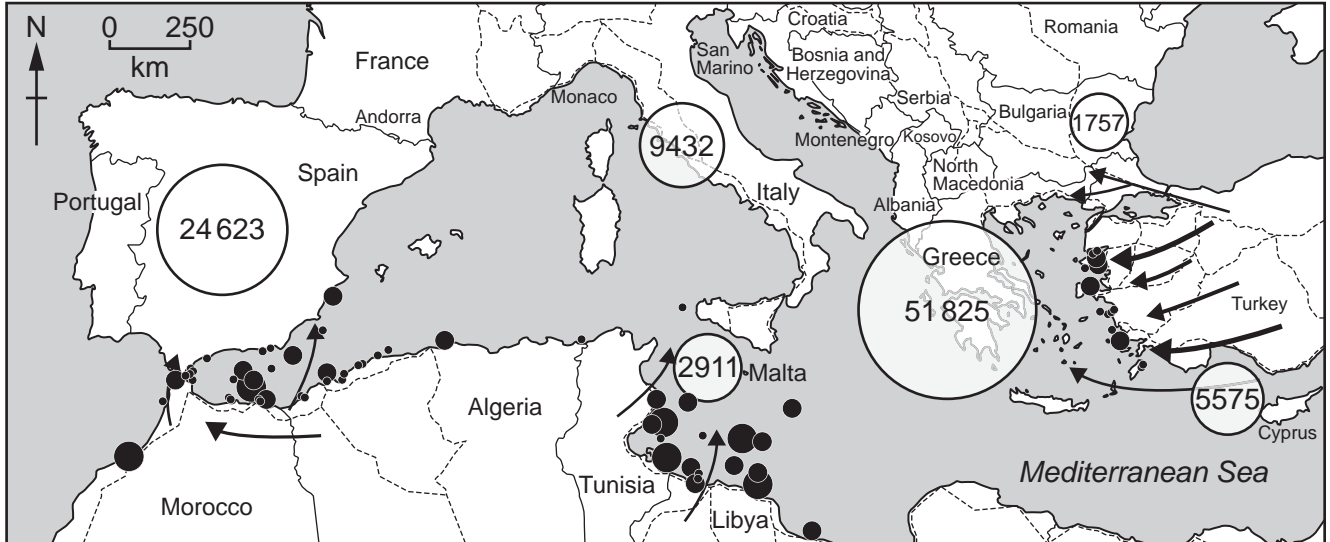 N
0 250
km
France
Andorra
Monaco
San
Marino
Croatia
Bosnia and
Herzegovina
Romania
Serbia
Bulgaria
1757
Montenegro
Kosovo
North
Macedonia
Albania
9432
Italy
Portugal
Spain
24 623
Greece
51 825
Turkey
2911
Malta
5575
Cyprus
Algeria
Morocco
Tunisia
Libya
Mediterranean Sea